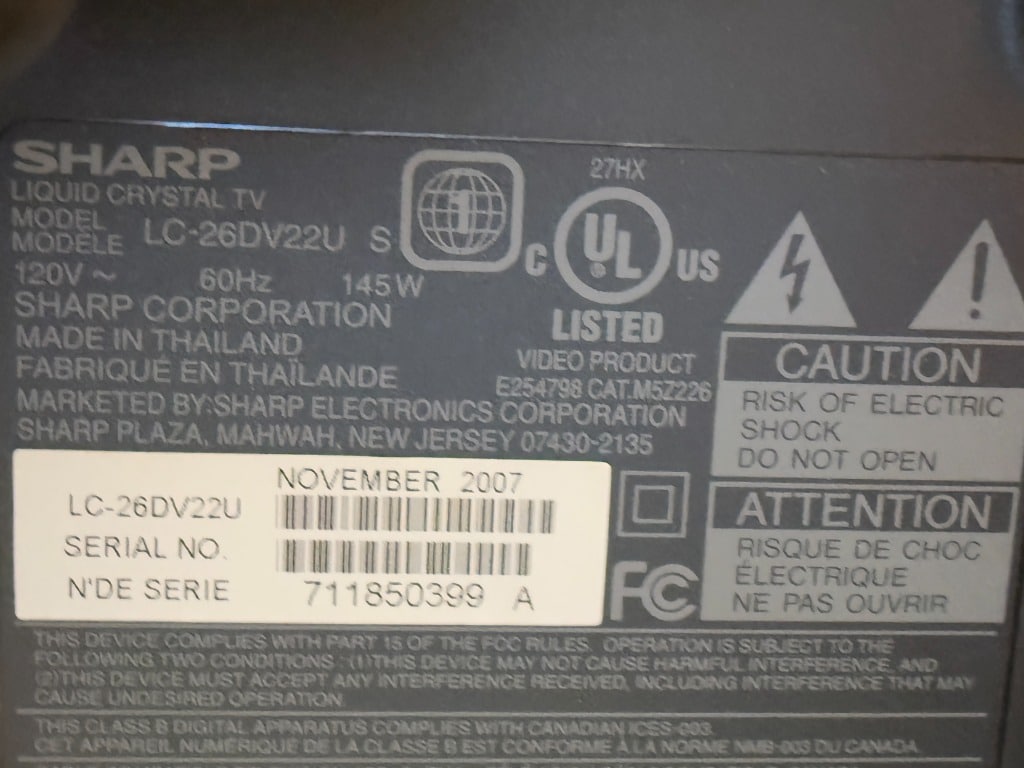 SHARP
LIQUID CRYSTAL TV
MODEL
MODÈLE LC-26DV22U S
120V ~ 60Hz 145W
SHARP CORPORATION
MADE IN THAILAND
FABRIQUÉ EN THAÏLANDE
MARKETED BY:SHARP ELECTRONICS CORPORATION
SHARP PLAZA, MAHWAH, NEW JERSEY 07430-2135
1
27HX
C UL® US
LISTED
VIDEO PRODUCT
E254798 CAT.M5Z226
!
CAUTION
RISK OF ELECTRIC
SHOCK
DO NOT OPEN
ATTENTION
RISQUE DE CHOC
ÉLECTRIQUE
NE PAS OUVRIR
NOVEMBER 2007
LC-26DV22U
SERIAL NO.
N'DE SERIE 711850399 A
FC
THIS DEVICE COMPLIES WITH PART 15 OF THE FCC RULES. OPERATION IS SUBJECT TO THE
FOLLOWING TWO CONDITIONS : (1)THIS DEVICE MAY NOT CAUSE HARMFUL INTERFERENCE, AND
(2)THIS DEVICE MUST ACCEPT ANY INTERFERENCE RECEIVED, INCLUDING INTERFERENCE THAT MAY
CAUSE UNDESIRED OPERATION.
THIS CLASS B DIGITAL APPARATUS COMPLIES WITH CANADIAN ICES-003.
CET APPAREIL NUMÉRIQUE DE LA CLASSE B EST CONFORME À LA NORME NMB-003 DU CANADA.